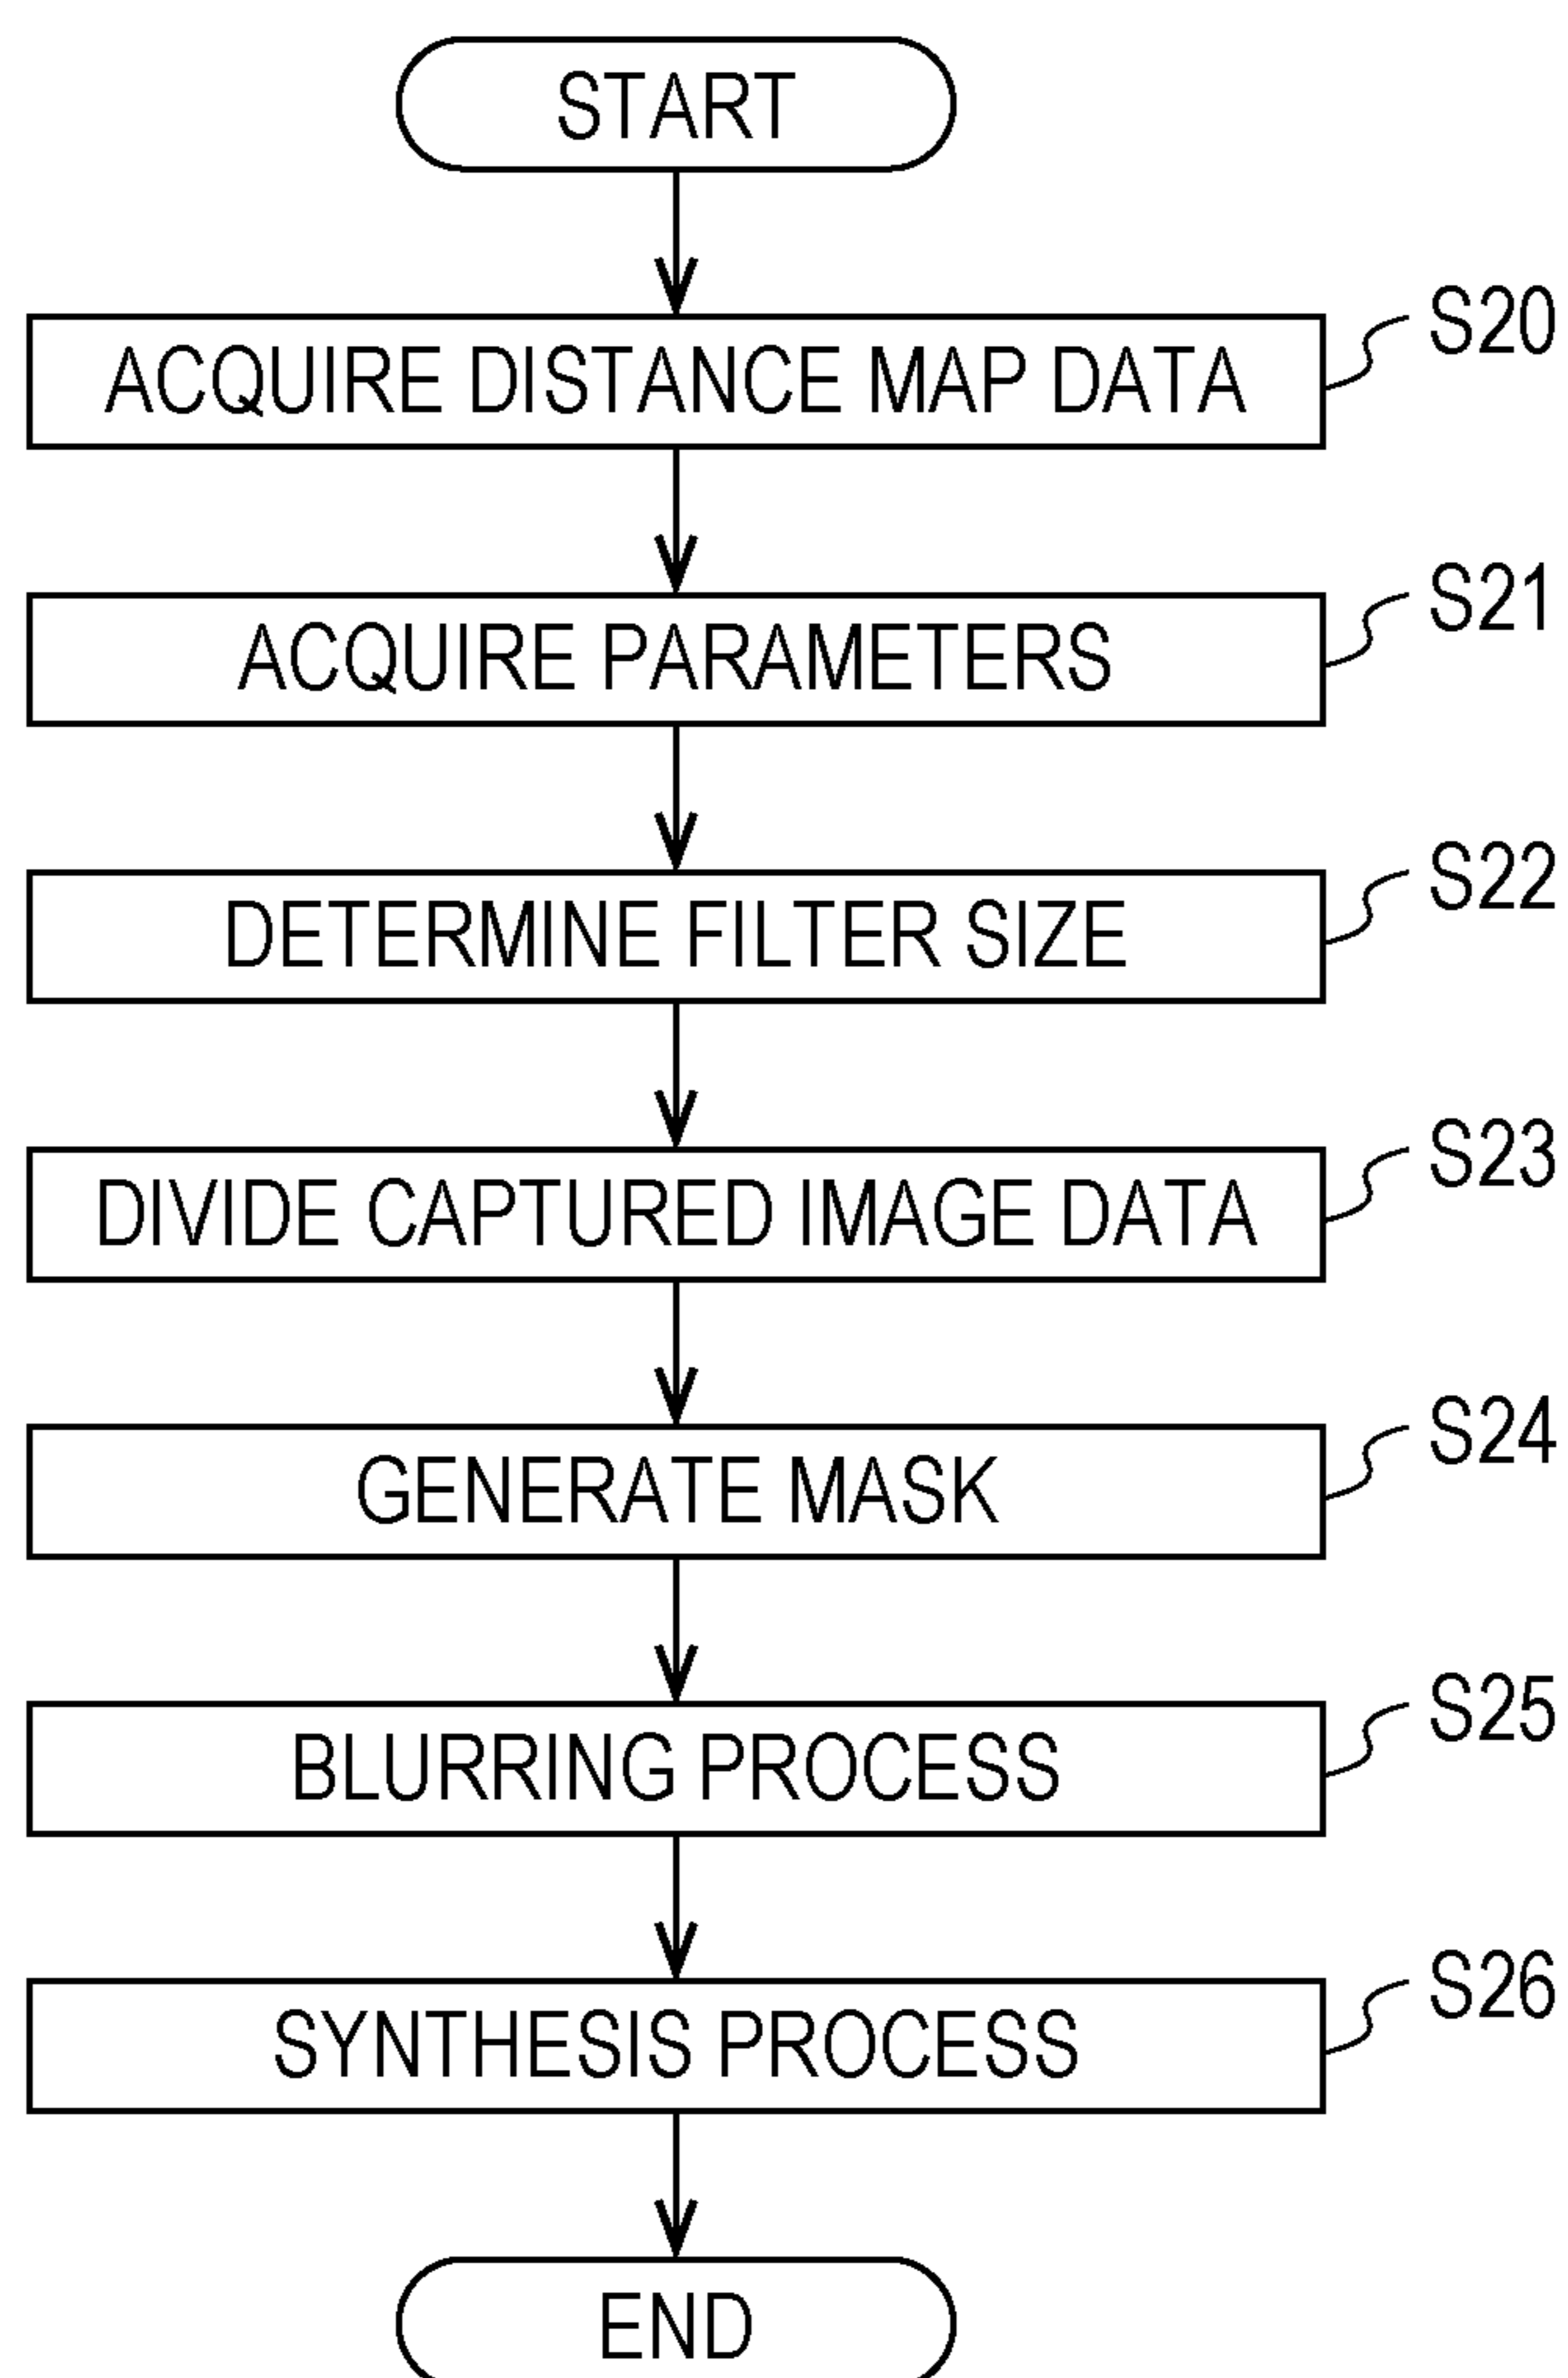 START
ACQUIRE DISTANCE MAP DATA
S20
ACQUIRE PARAMETERS
S21
DETERMINE FILTER SIZE
S22
DIVIDE CAPTURED IMAGE DATA
S23
GENERATE MASK
S24
BLURRING PROCESS
S25
SYNTHESIS PROCESS
S26
END